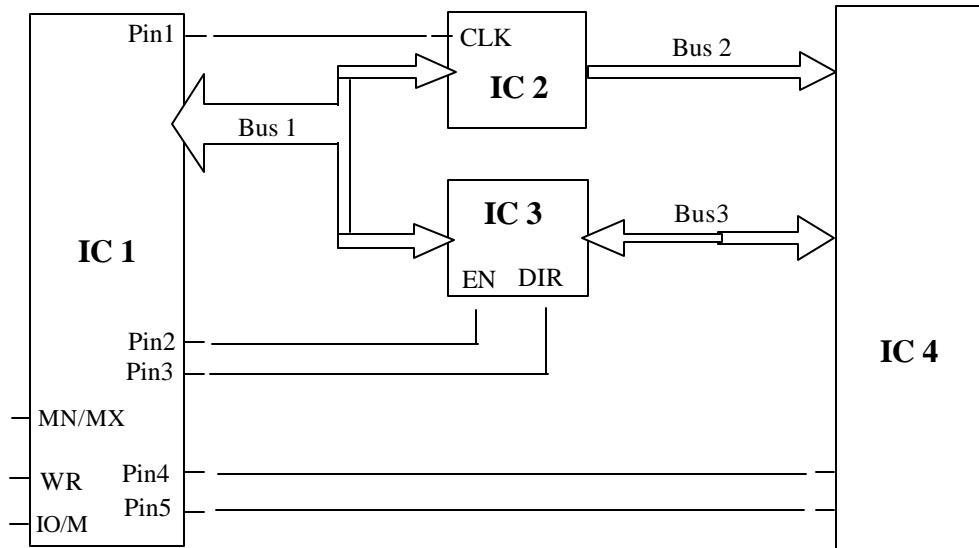 Pin1
CLK
IC 2
Bus 2
Bus 1
IC 3
Bus3
EN DIR
IC 1
Pin2
Pin3
IC 4
MN/MX
WR
Pin4
IO/M
Pin5